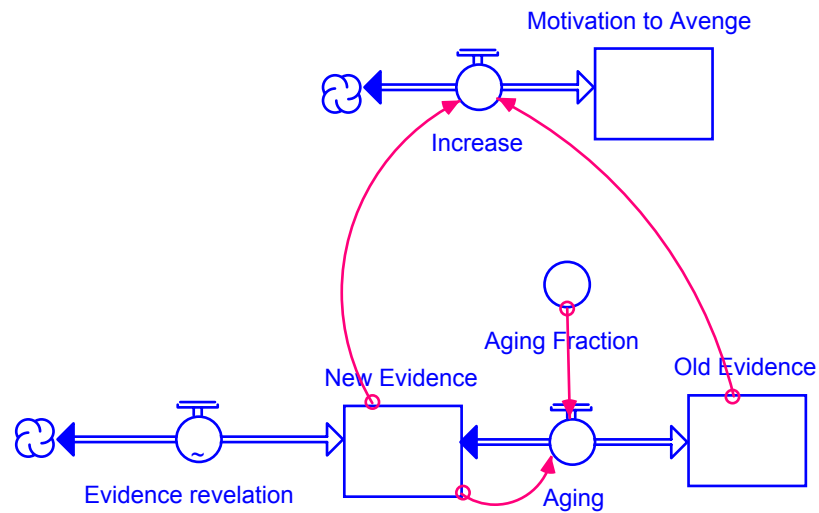 Motivation to Avenge
Increase
Aging Fraction
New Evidence
Old Evidence
~
Evidence revelation
Aging